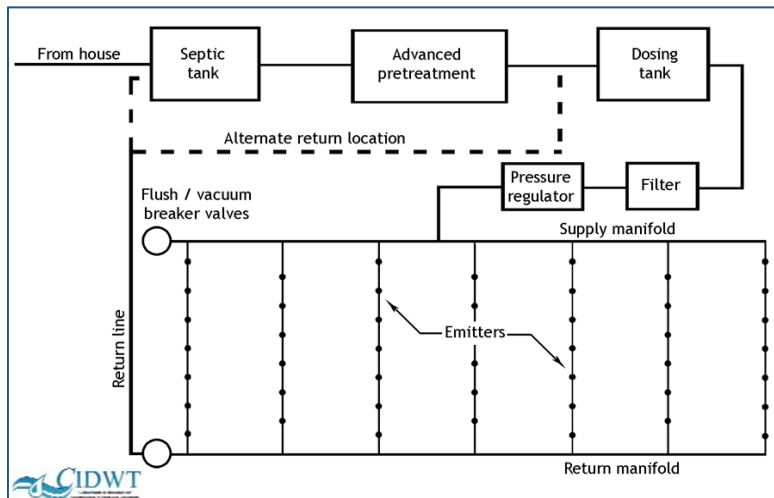 From house
Septic
tank
Advanced
pretreatment
Dosing
tank
Alternate return location
Pressure
regulator
Filter
Flush / vacuum
breaker valves
Supply manifold
Emitters
Return line
Return manifold
CIDWT